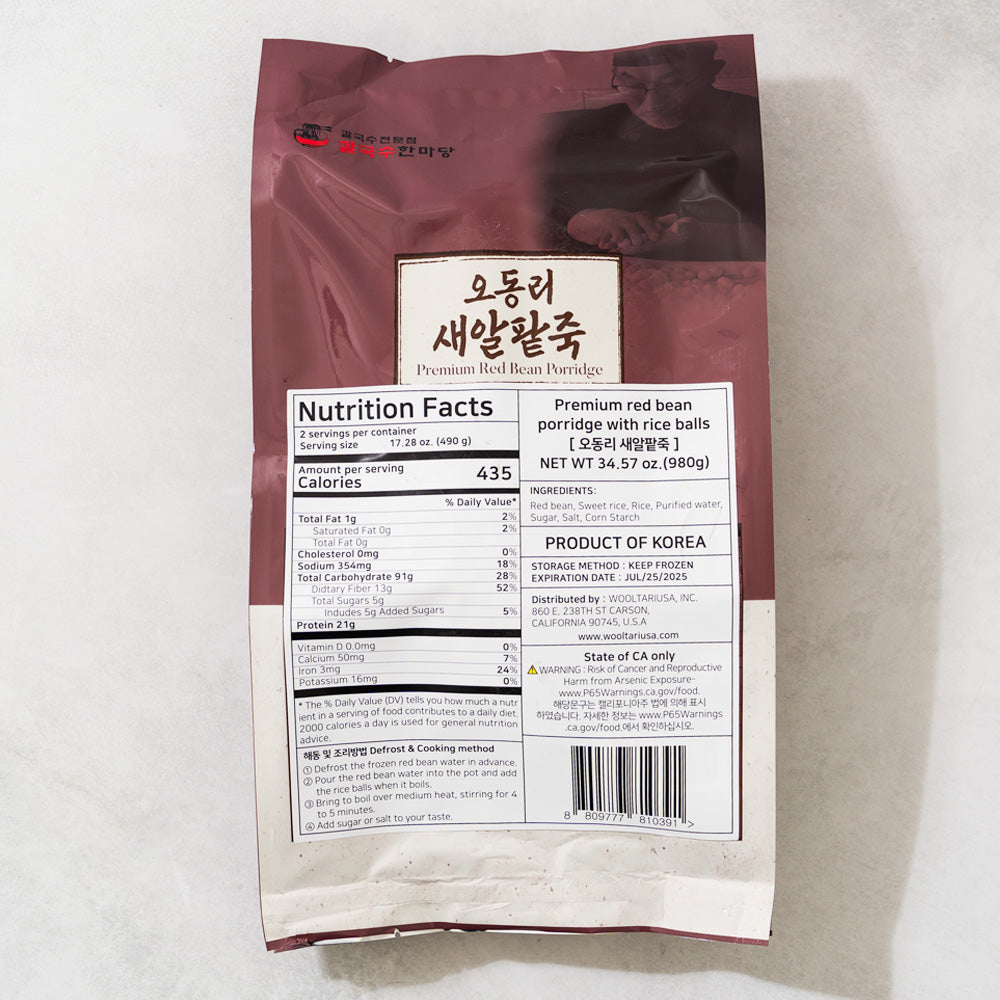 칼국수전문점
칼국수한마당
오동리
새알팥죽
Premium Red Bean Porridge
Nutrition Facts
2 servings per container
Serving size 17.28 oz. (490 g)
Amount per serving
Calories 435
% Daily Value*
Total Fat 1g 2%
Saturated Fat 0g 2%
Total Fat 0g
Cholesterol 0mg 0%
Sodium 354mg 18%
Total Carbohydrate 91g 28%
Didtary Fiber 13g 52%
Total Sugars 5g
Indudes 5g Added Sugars 5%
Protein 21g
Vitamin D 0.0mg 0%
Calcium 50mg 7%
Iron 3mg 24%
Potassium 16mg 0%
* The % Daily Value (DV) tells you how much a nutr
ient in a serving of food contributes to a daily diet.
2000 calories a day is used for general nutrition
advice.
해동 및 조리방법 Defrost & Cooking method
① Defrost the frozen red bean water in advance.
② Pour the red bean water into the pot and add
the rice balls when it boils.
③ Bring to boil over medium heat, stirring for 4
to 5 minutes.
④ Add sugar or salt to your taste.
Premium red bean
porridge with rice balls
[ 오동리 새알팥죽 ]
NET WT 34.57 oz.(980g)
INGREDIENTS:
Red bean, Sweet rice, Rice, Purified water,
Sugar, Salt, Corn Starch
PRODUCT OF KOREA
STORAGE METHOD : KEEP FROZEN
EXPIRATION DATE : JUL/25/2025
Distributed by : WOOLTARIUSA, INC.
860 E. 238TH ST CARSON,
CALIFORNIA 90745, U.S.A
www.wooltariusa.com
State of CA only
WARNING : Risk of Cancer and Reproductive
Harm from Arsenic Exposure-
www.P65Warnings.ca.gov/food.
해당문구는 캘리포니아주 법에 의해 표시
하였습니다. 자세한 정보는 www.P65Warnings
.ca.gov/food.에서 확인하십시오.
8 809777 810391 >